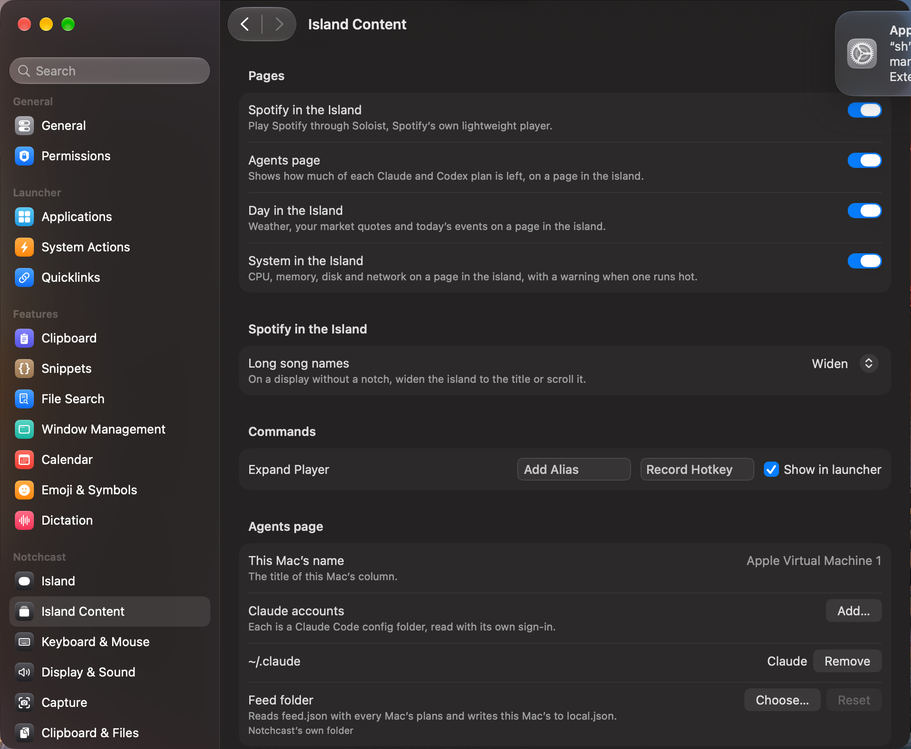 Island Content
App
"sh"
Search
General
General
Permissions
Launcher
Applications
System Actions
Quicklinks
Features
Clipboard
Snippets
File Search
Window Management
Calendar
Emoji & Symbols
Dictation
Notchcast
Island
Island Content
Keyboard & Mouse
Display & Sound
Capture
Clipboard & Files
Pages
Spotify in the Island
Play Spotify through Soloist, Spotify's own lightweight player.
Agents page
Shows how much of each Claude and Codex plan is left, on a page in the island.
Day in the Island
Weather, your market quotes and today's events on a page in the island.
System in the Island
CPU, memory, disk and network on a page in the island, with a warning when one runs hot.
Spotify in the Island
Long song names Widen
On a display without a notch, widen the island to the title or scroll it.
Commands
Expand Player Add Alias Record Hotkey Show in launcher
Agents page
This Mac's name Apple Virtual Machine 1
The title of this Mac's column.
Claude accounts Add...
Each is a Claude Code config folder, read with its own sign-in.
~/.claude Claude Remove
Feed folder Choose... Reset
Reads feed.json with every Mac's plans and writes this Mac's to local.json.
Notchcast's own folder